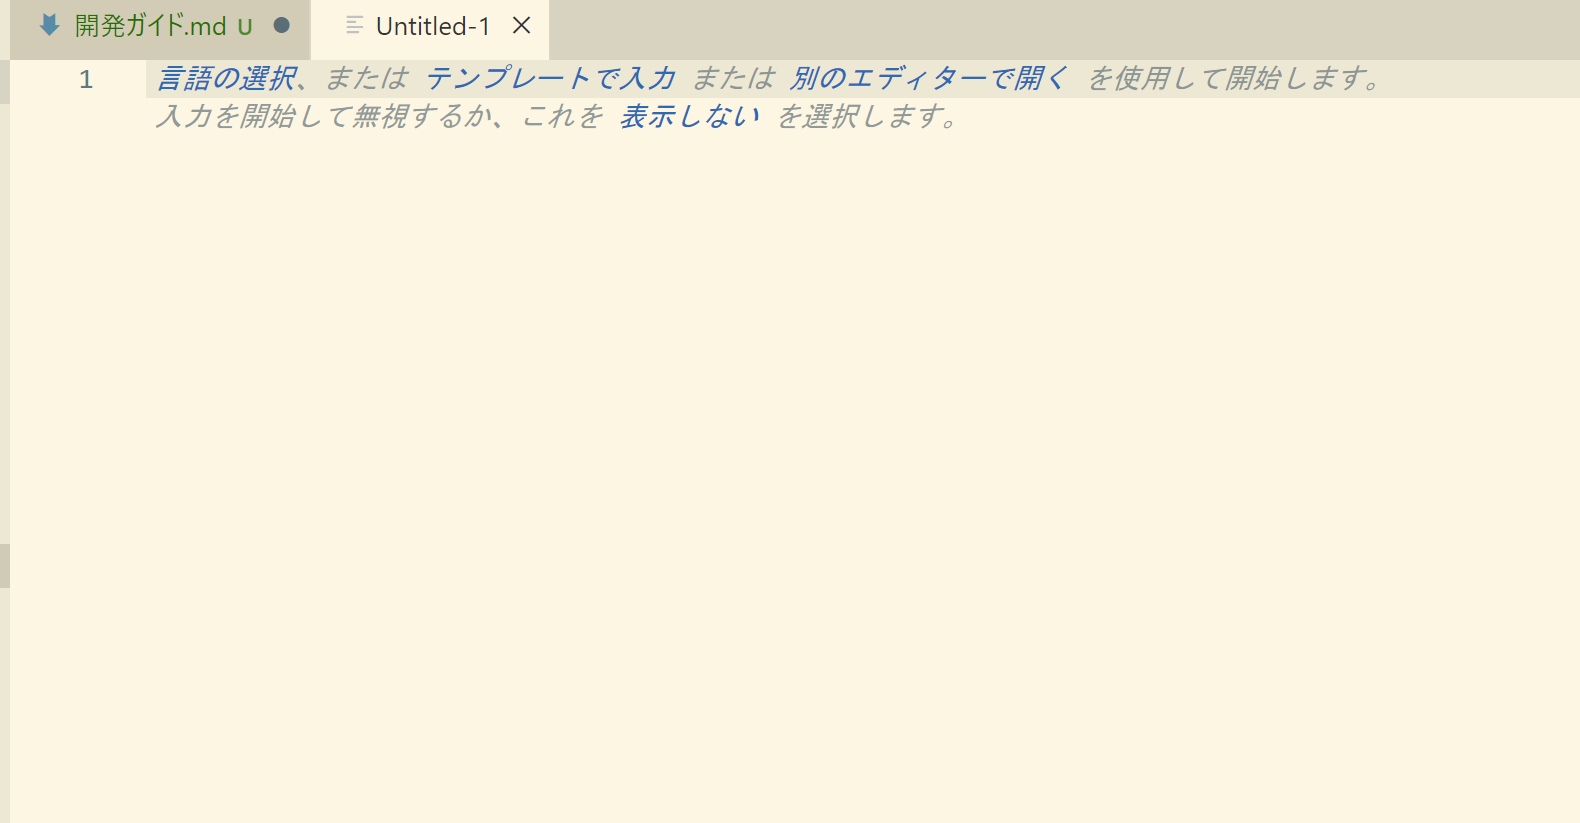 開発ガイド.md U
Untitled-1
1
言語の選択、または テンプレートで入力 または 別のエディターで開く を使用して開始します。
入力を開始して無視するか、これを 表示しない を選択します。